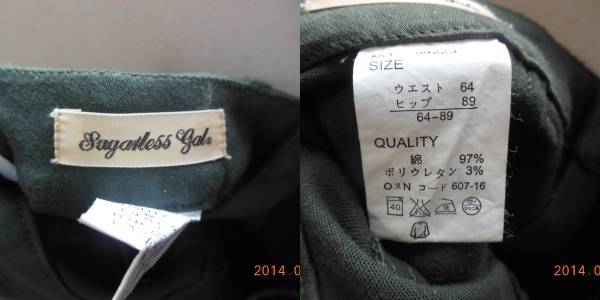 Sugarless Gal.
2014.0
SIZE
ウエスト 64
ヒップ 89
64-89
QUALITY
綿 97%
ポリウレタン 3%
コード 607-16
40
2014.0